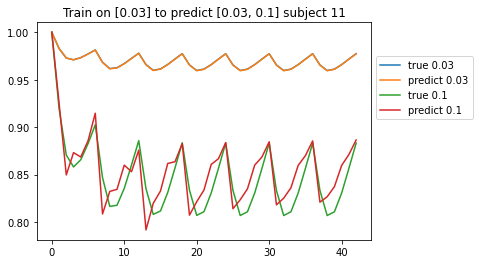 Train on [0.03] to predict [0.03, 0.1] subject 11
1.00
0.95
0.90
0.85
0.80
0
10
20
30
40
true 0.03
predict 0.03
true 0.1
predict 0.1